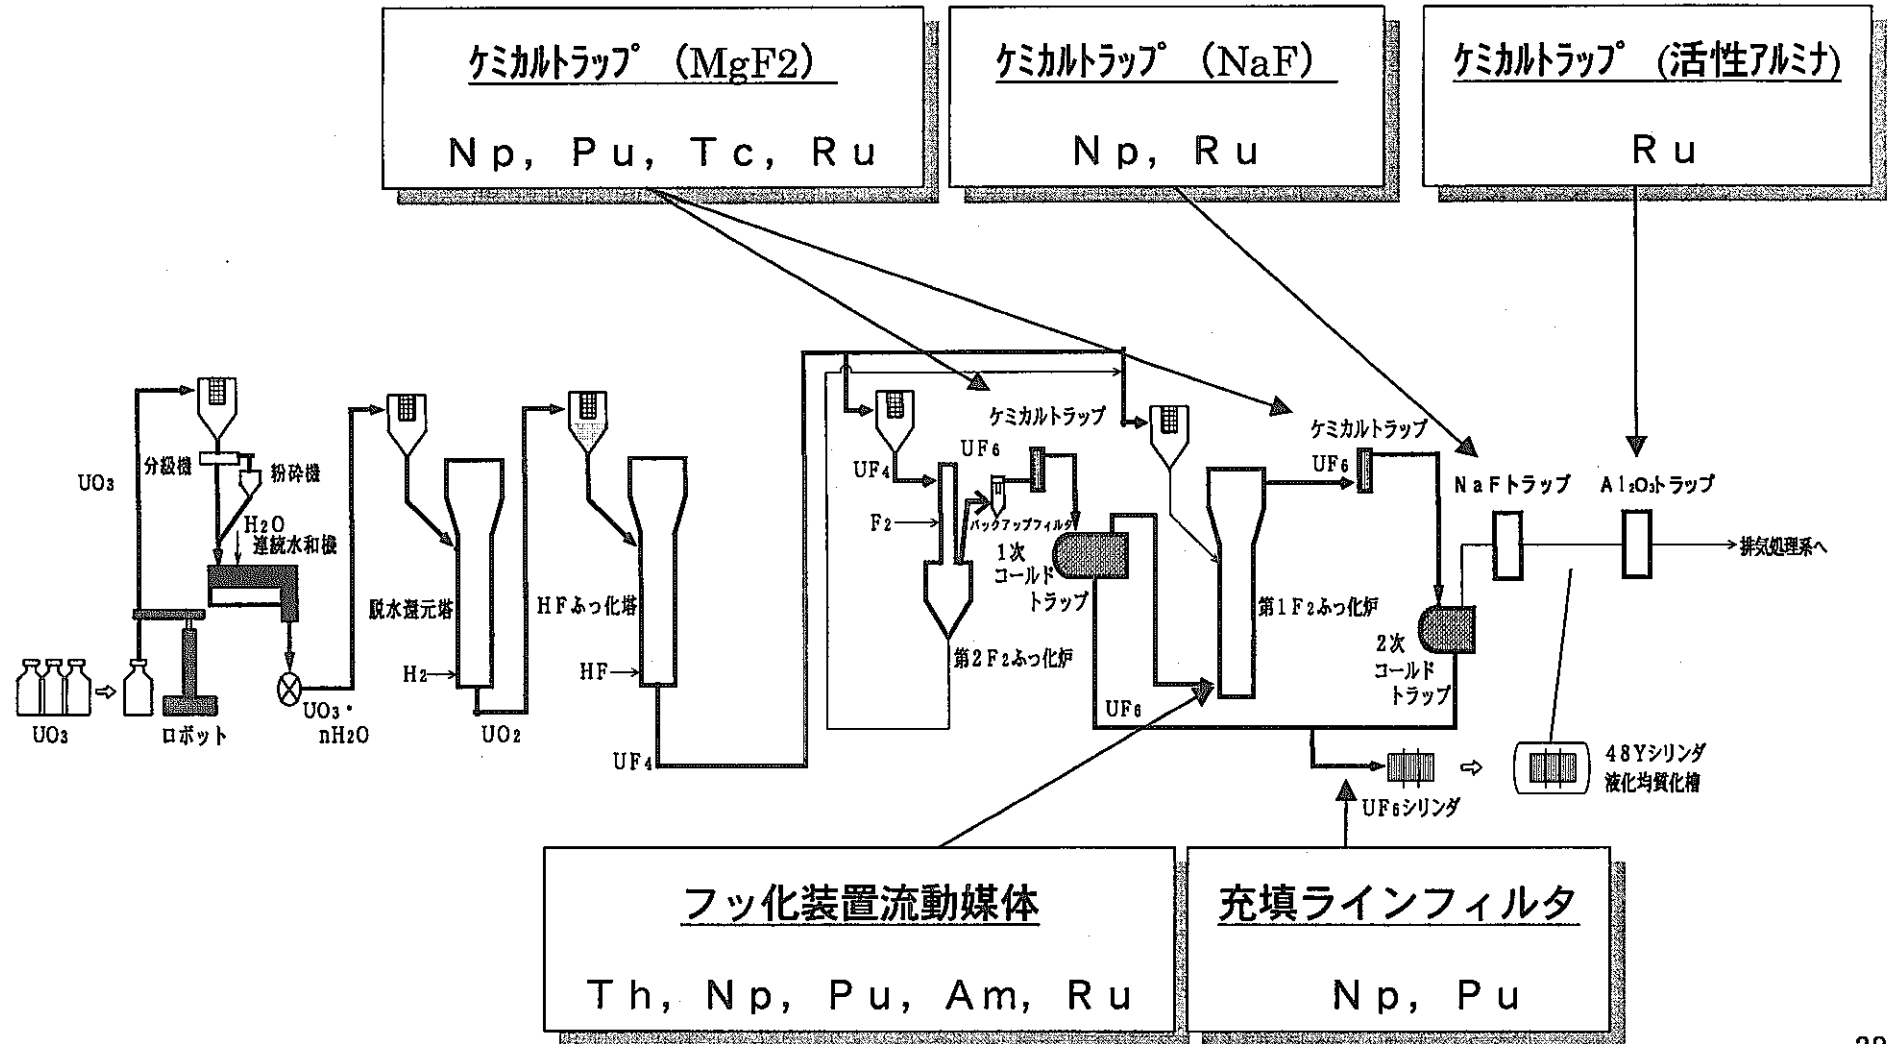 ケミカルトラップ (MgF2)
Np, Pu, Tc, Ru
ケミカルトラップ (NaF)
Np, Ru
ケミカルトラップ (活性アルミナ)
Ru
UO3
分級機
粉砕機
H2O
連続水和機
UO3
ロボット
UO3・
nH2O
脱水還元塔
H2
UO2
HFふっ化塔
HF
UF4
UF4
F2
ケミカルトラップ
UF6
バックアップフィルタ
1次
コールド
トラップ
第2F2ふっ化炉
UF6
第1F2ふっ化炉
ケミカルトラップ
UF6
2次
コールド
トラップ
NaFトラップ
Al2O3トラップ
排気処理系へ
UF6シリンダ
48Yシリンダ
液化均質化槽
フッ化装置流動媒体
Th, Np, Pu, Am, Ru
充填ラインフィルタ
Np, Pu